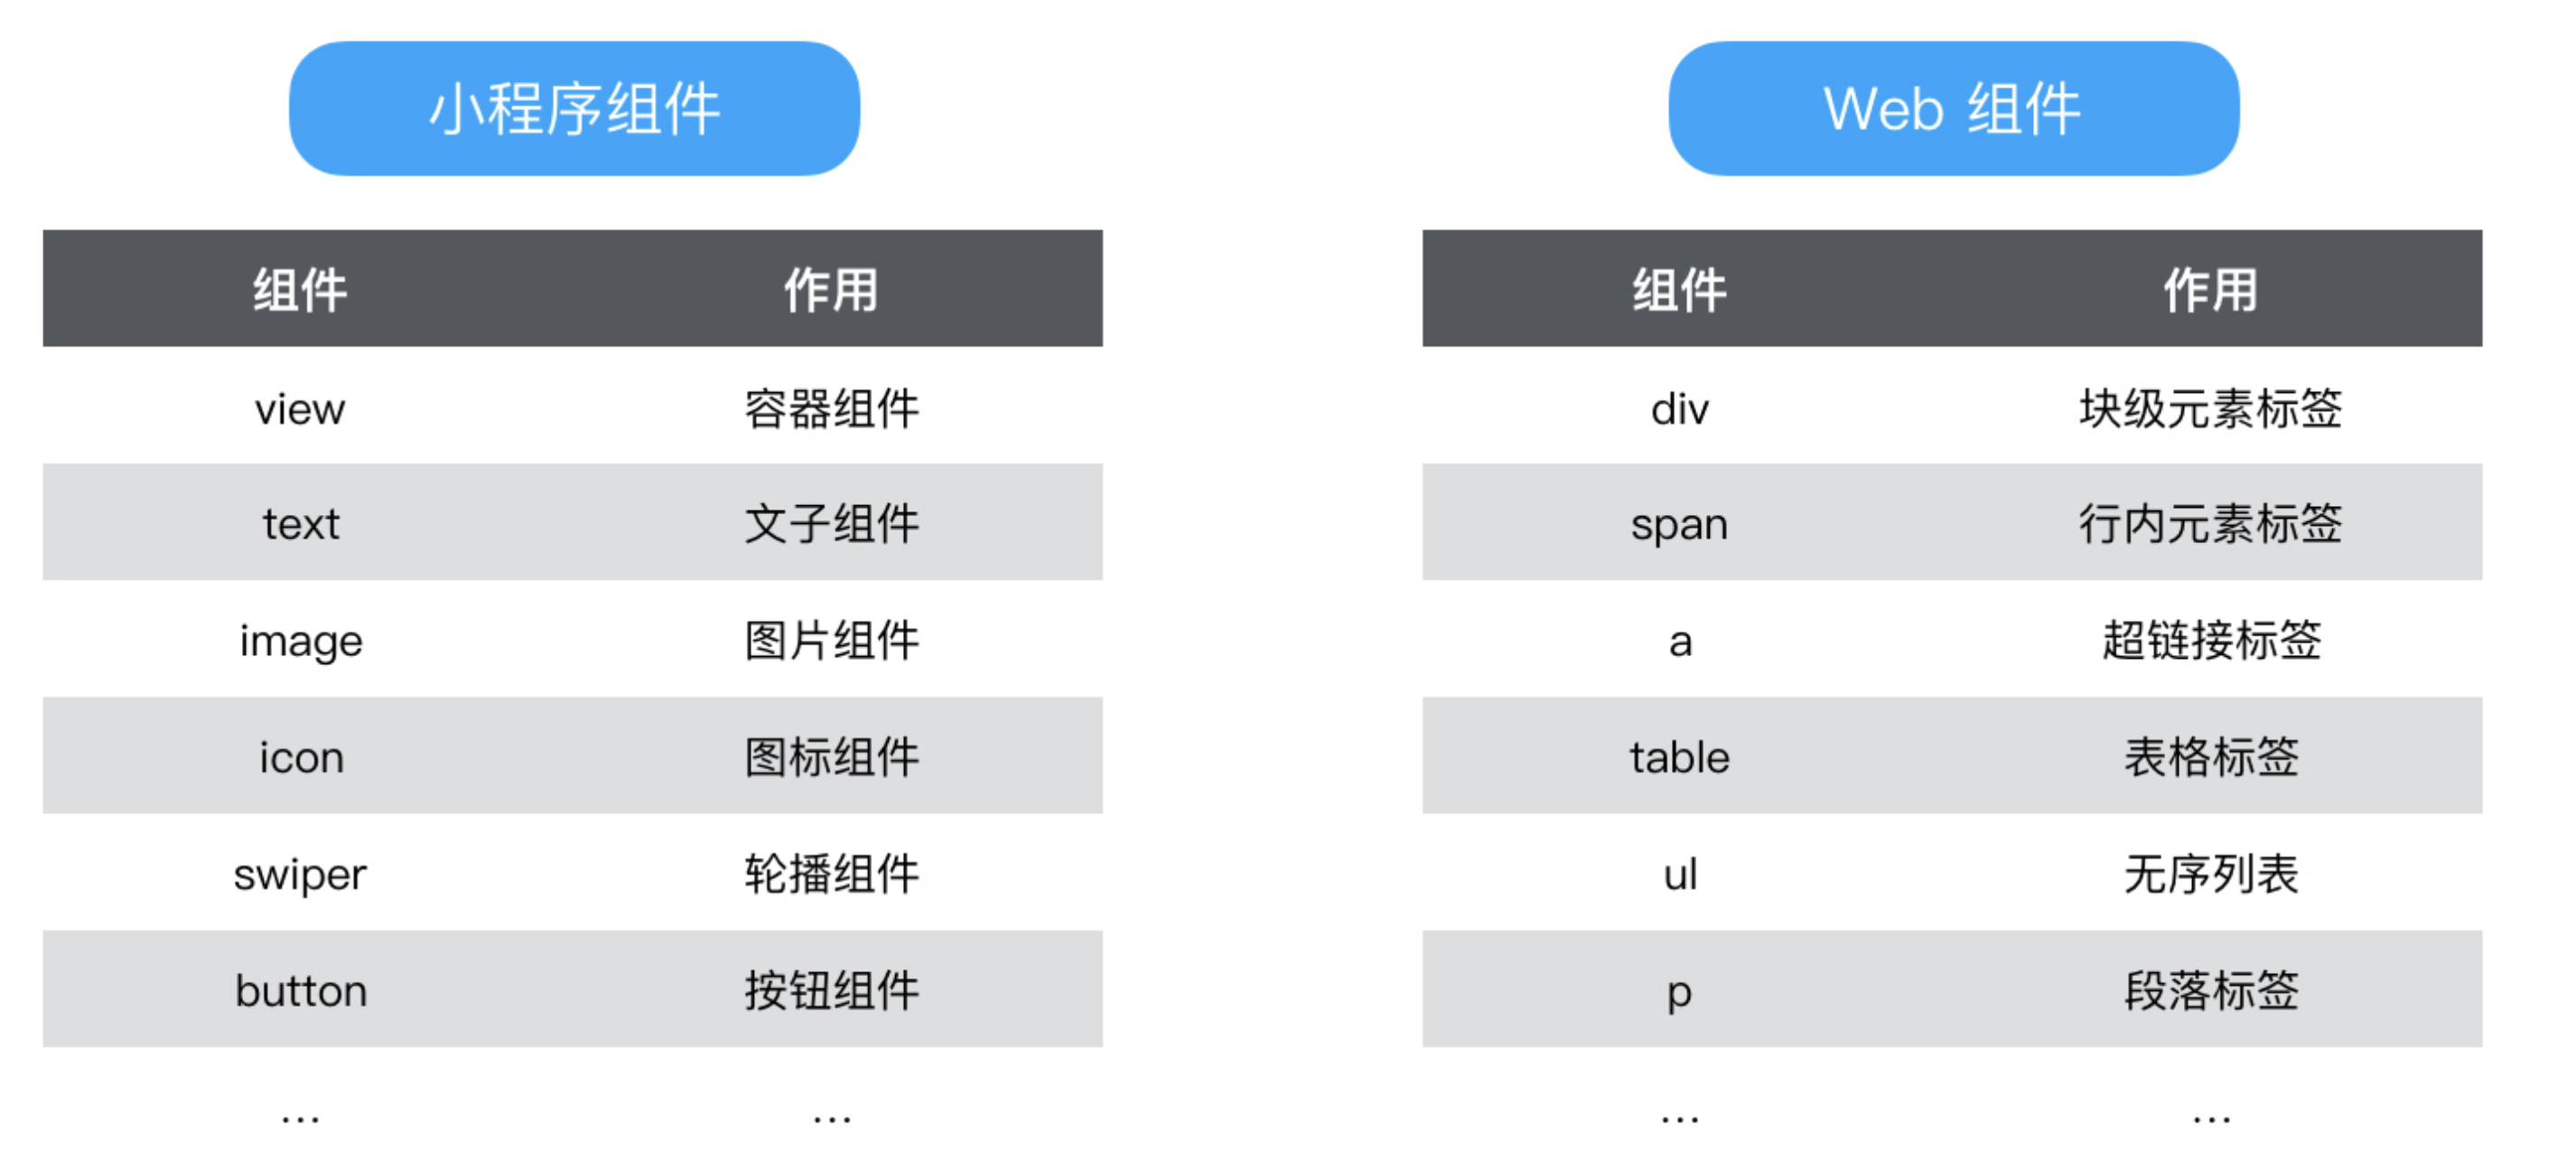 小程序组件
组件 作用
view 容器组件
text 文子组件
image 图片组件
icon 图标组件
swiper 轮播组件
button 按钮组件
... ...
Web 组件
组件 作用
div 块级元素标签
span 行内元素标签
a 超链接标签
table 表格标签
ul 无序列表
p 段落标签
... ...